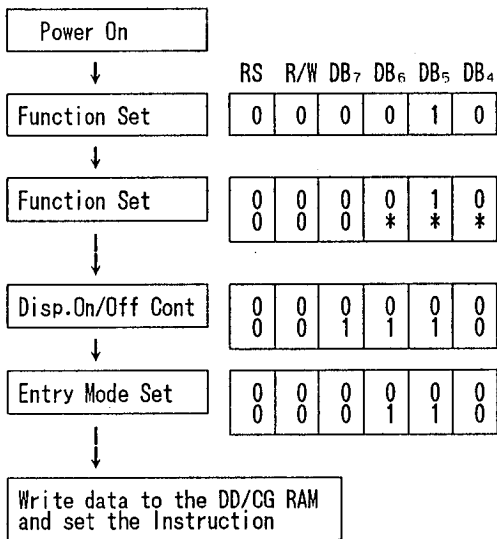 Power On
RS R/W DB₇ DB₆ DB₅ DB₄
Function Set 0 0 0 0 1 0
Function Set 0 0 0 0 1 0
0 0 0 * * *
Disp.On/Off Cont 0 0 0 0 0 0
0 0 1 1 1 0
Entry Mode Set 0 0 0 0 0 0
0 0 0 1 1 0
Write data to the DD/CG RAM
and set the Instruction